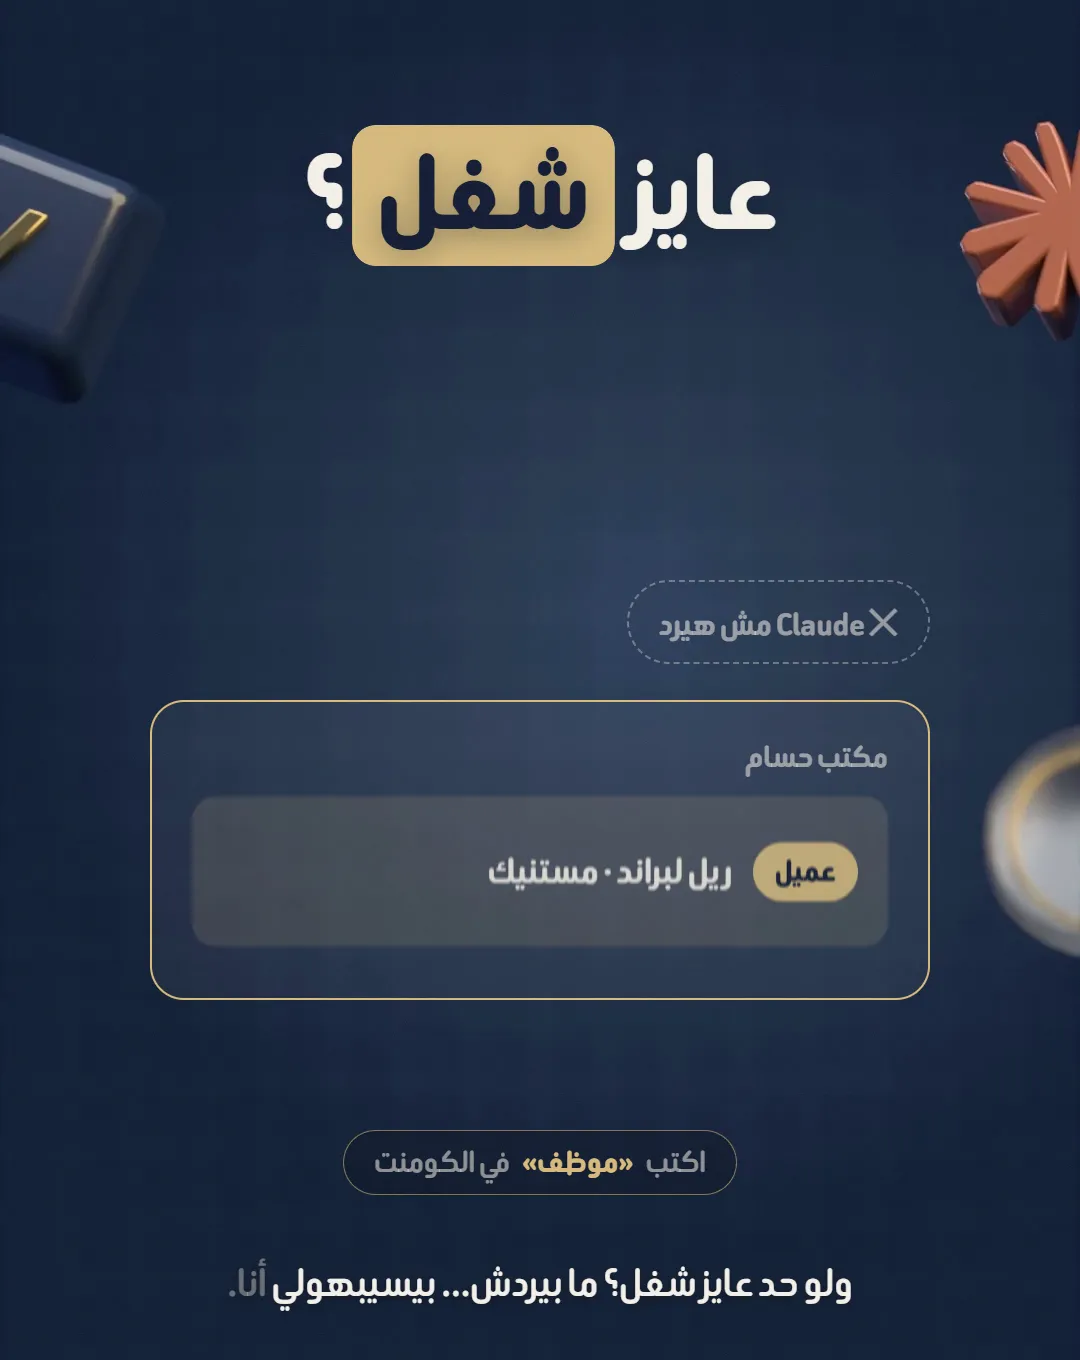 عايز شغل؟
Claude مش هيرد
مكتب حسام
عميل ريل لبراند · مستنيك
اكتب «موظف» في الكومنت
ولو حد عايز شغل؟ ما بيردش... بيسيبهولي أنا.